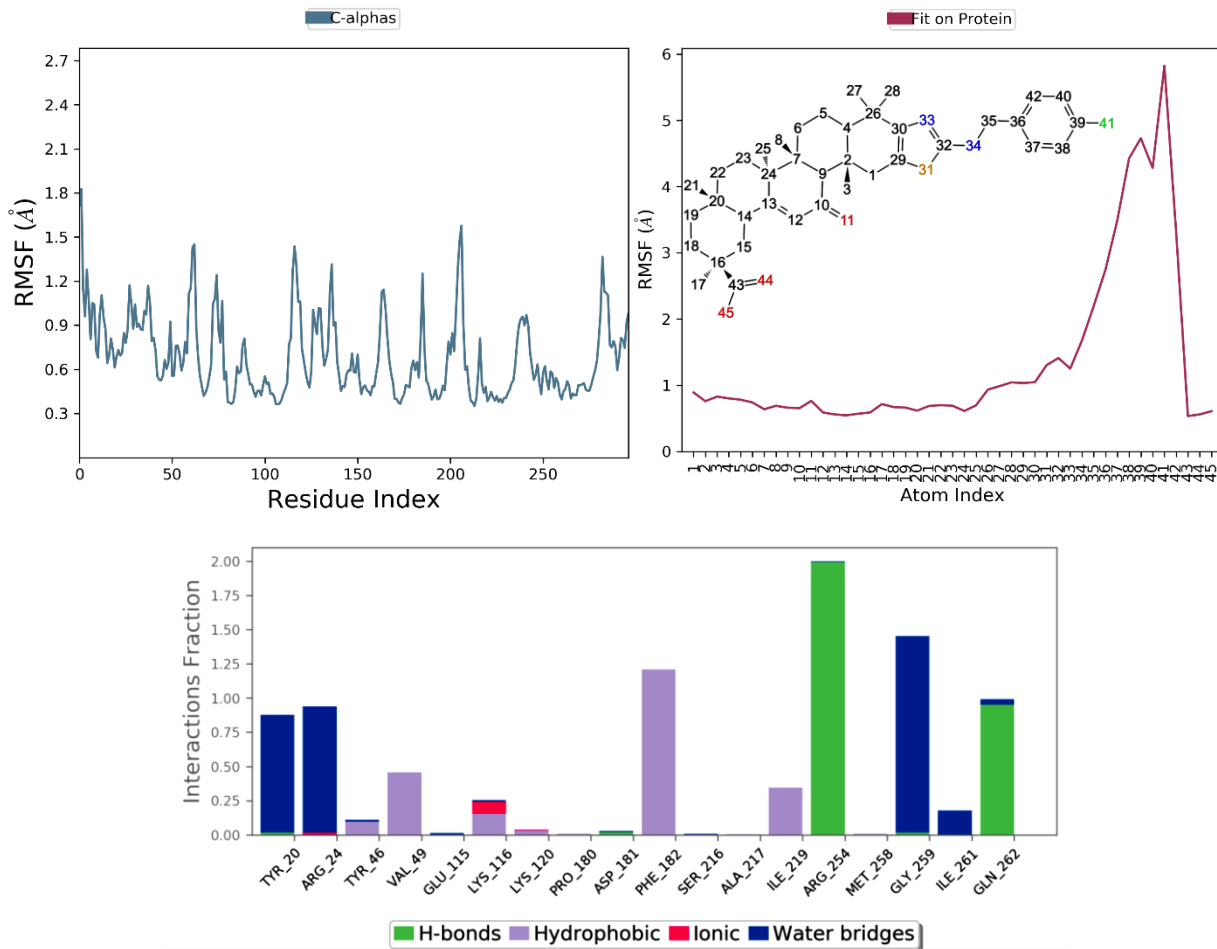 C-alphas
RMSF (Å)
2.7
2.4
2.1
1.8
1.5
1.2
0.9
0.6
0.3
0 50 100 150 200 250
Residue Index
Fit on Protein
RMSF (Å)
6
5
4
3
2
1
0
27 28 42 40
5 26 33 35 36 39 41
6 4 30 32 34 37 38
25 8 7 2 29 31
23 24 9 3 1
21 22 13 10 11
20 14 12
19 15
18 16
17 43 44
45
1 2 3 4 5 6 7 8 9 10 11 12 13 14 15 16 17 18 19 20 21 22 23 24 25 26 27 28 29 30 31 32 33 34 35 36 37 38 39 40 41 42 43 44 45
Atom Index
Interactions Fraction
2.00
1.75
1.50
1.25
1.00
0.75
0.50
0.25
0.00
TYR_20 ARG_24 TYR_46 VAL_49 GLU_115 LYS_116 LYS_120 PRO_180 ASP_181 PHE_182 SER_216 ALA_217 ILE_219 ARG_254 MET_258 GLY_259 ILE_261 GLN_262
H-bonds Hydrophobic Ionic Water bridges